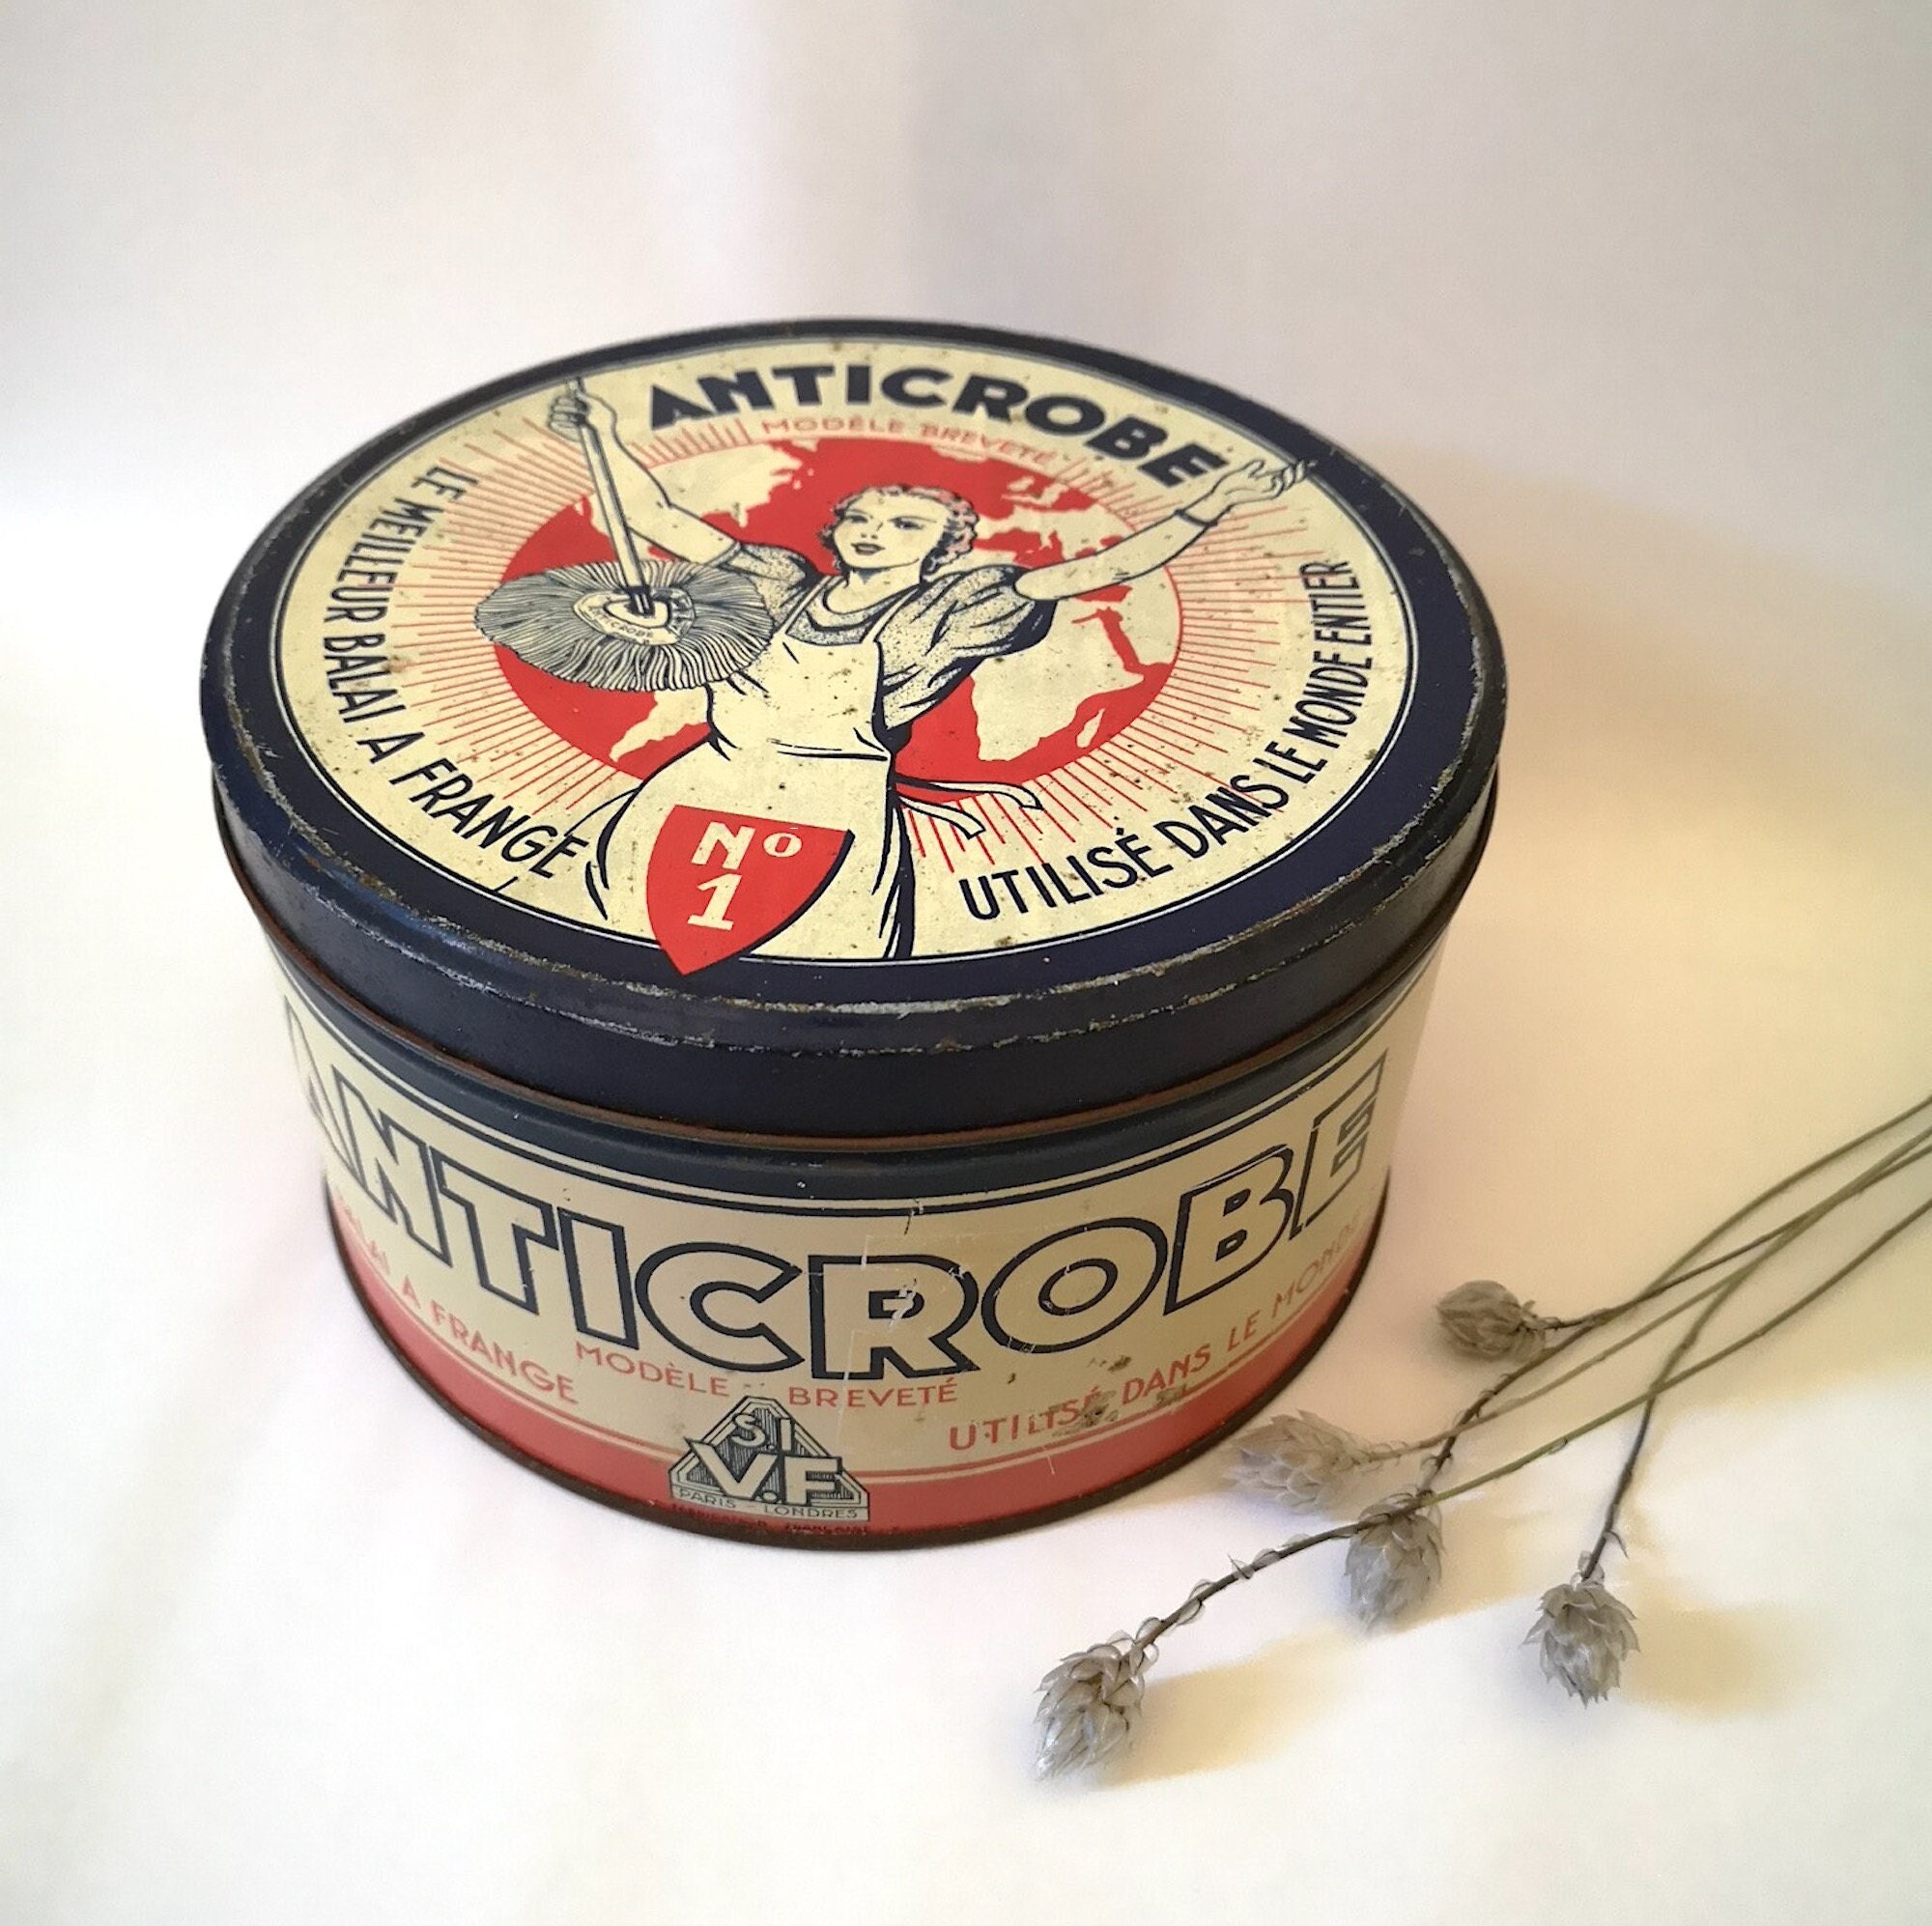 ANTICROBE
MODÈLE BREVETÉ
LE MEILLEUR BALAI A FRANGE
UTILISÉ DANS LE MONDE ENTIER
Nº
1
ANTICROBE
BALAI A FRANGE
MODÈLE BREVETÉ
UTILISÉ DANS LE MONDE
S.I
V.F
PARIS - LONDRES